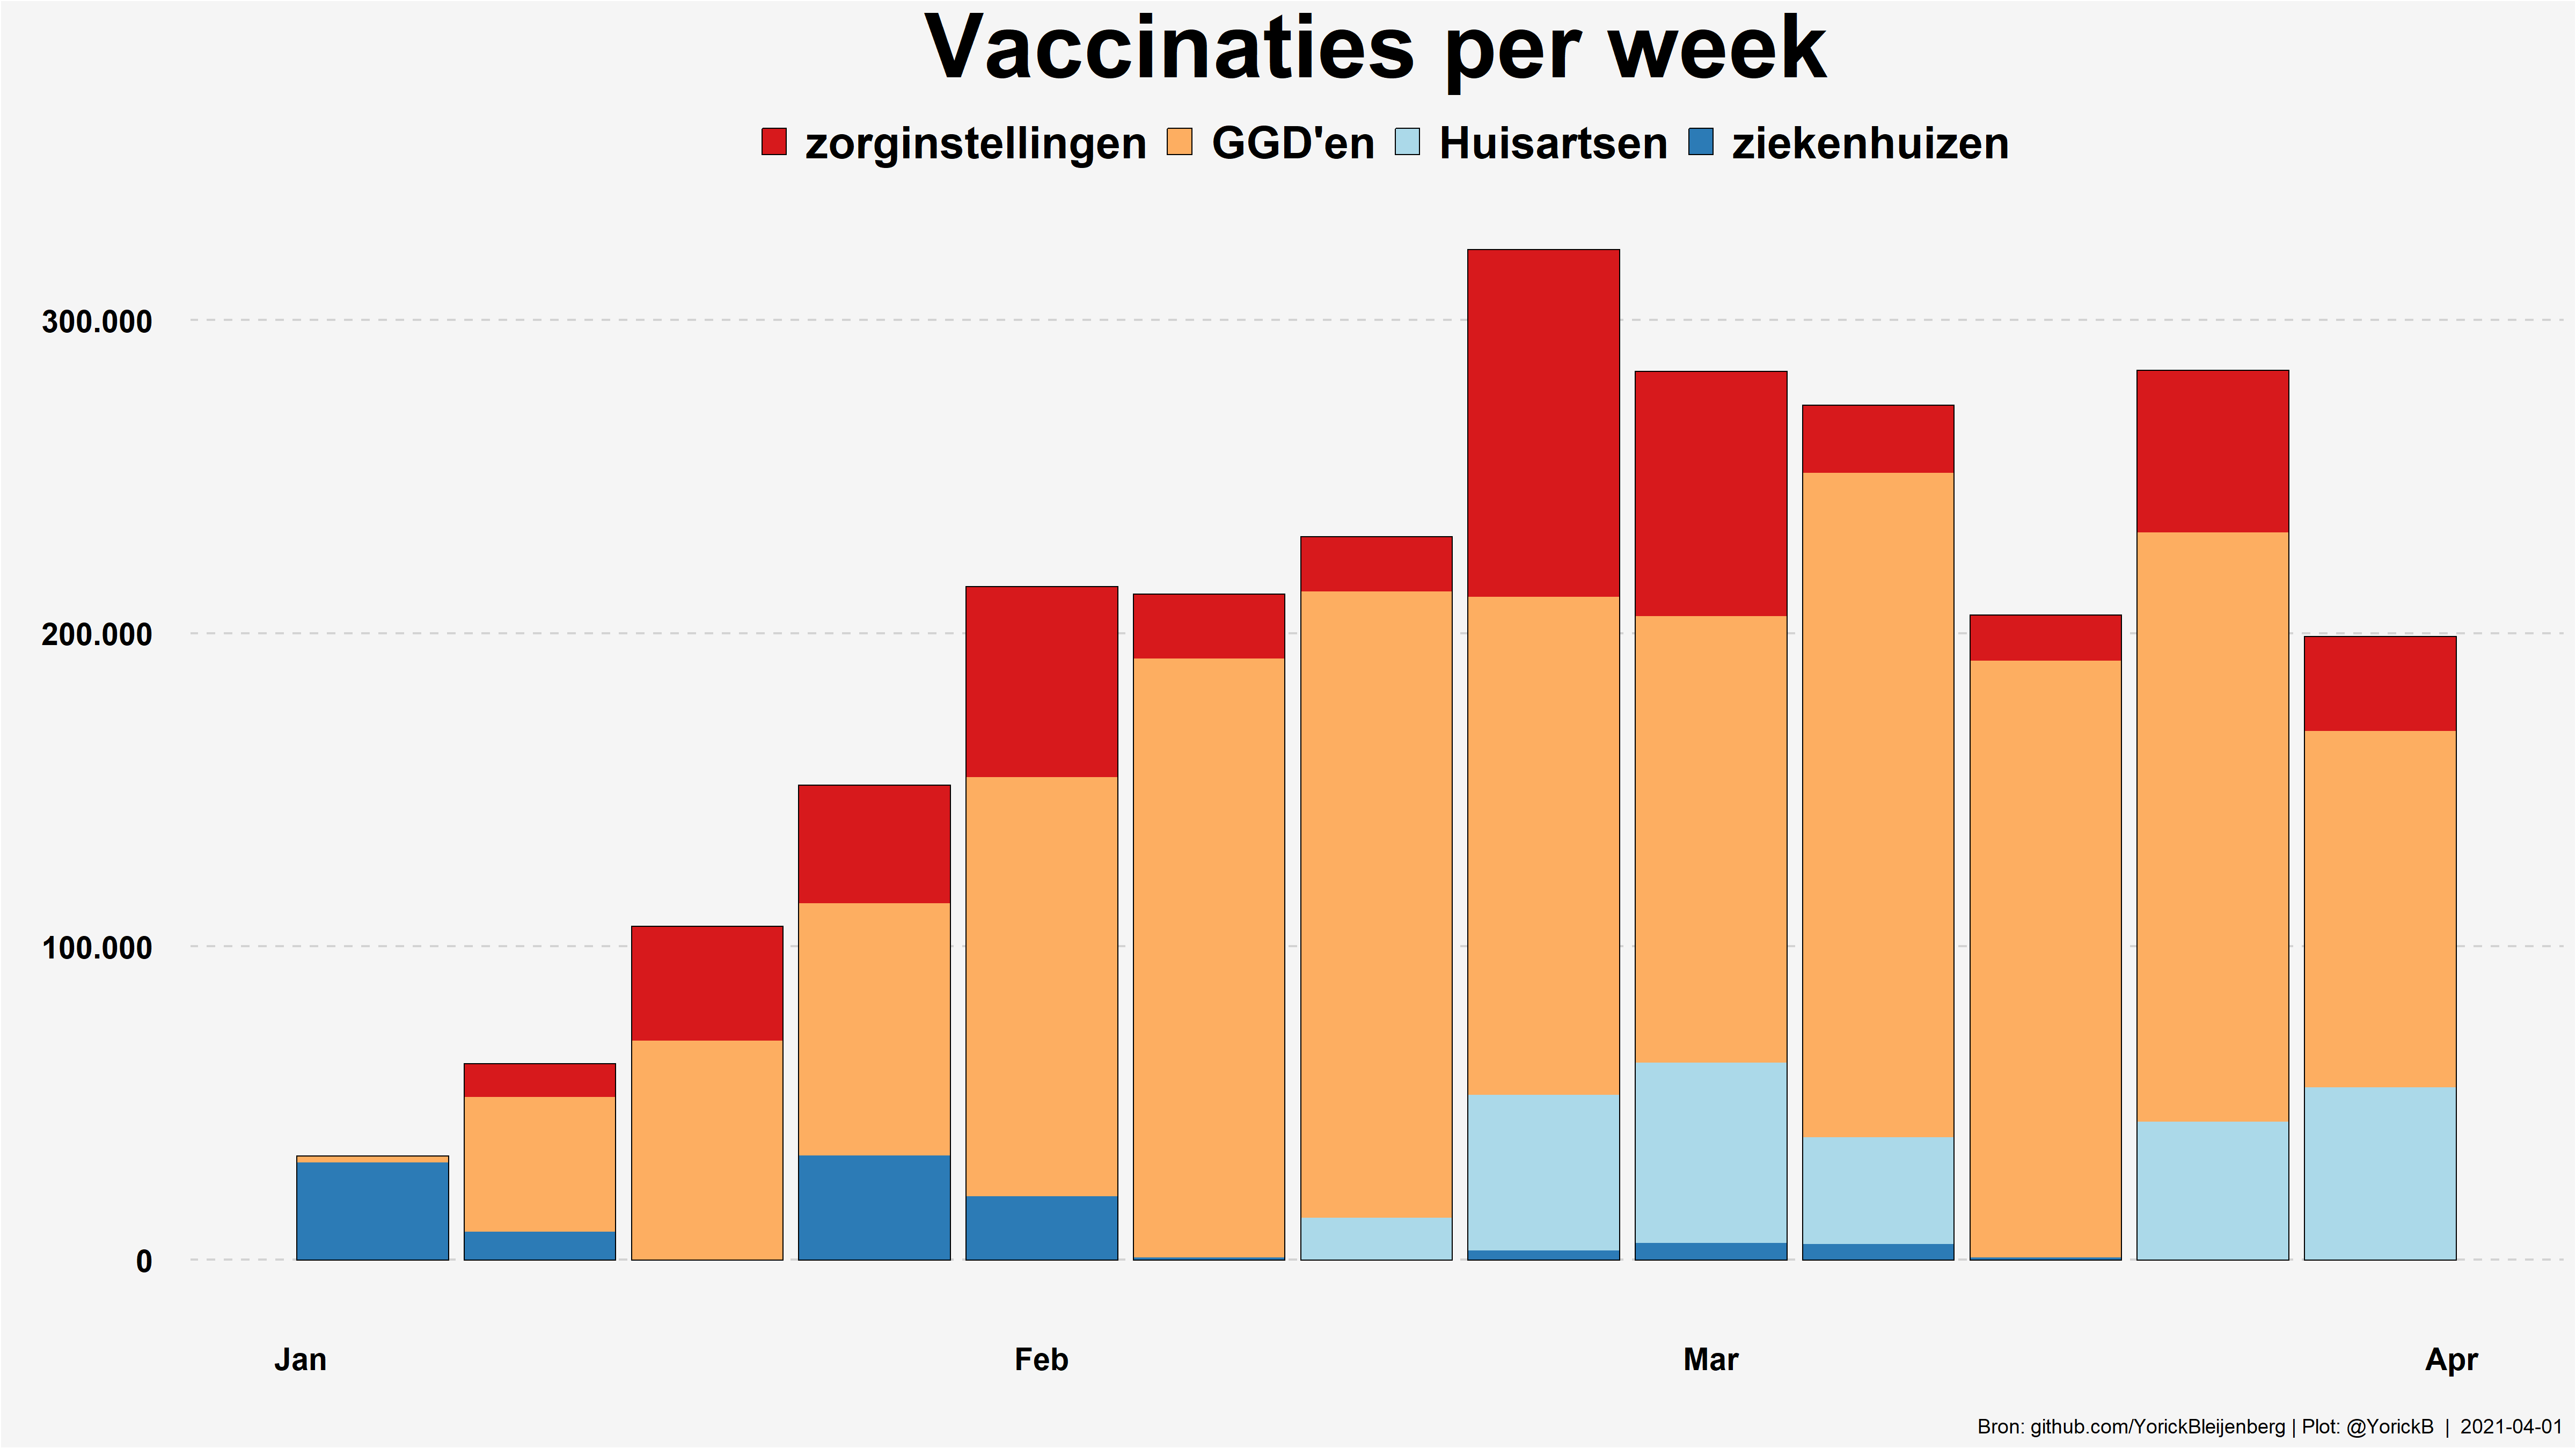 Vaccinaties per week
zorginstellingen GGD'en Huisartsen ziekenhuizen
300.000
200.000
100.000
0
Jan Feb Mar Apr
Bron: github.com/YorickBleijenberg | Plot: @YorickB | 2021-04-01